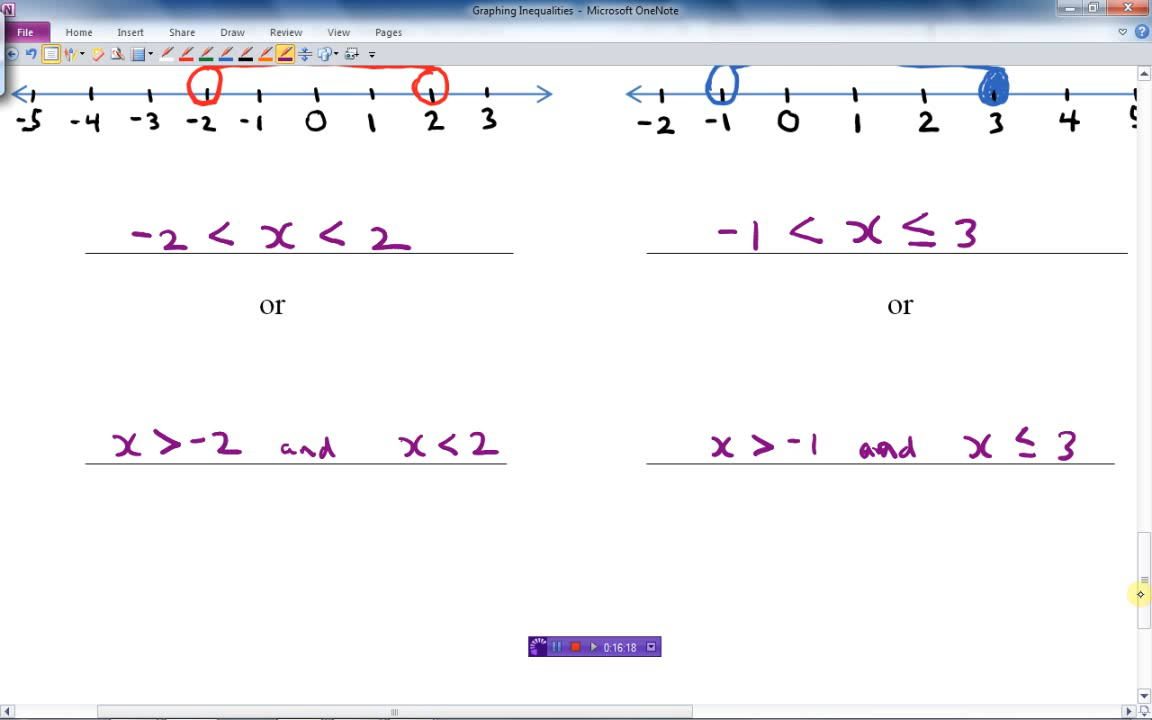 Graphing Inequalities - Microsoft OneNote
File Home Insert Share Draw Review View Pages
-5 -4 -3 -2 -1 0 1 2 3
-2 -1 0 1 2 3 4
-2 < x < 2
-1 < x ≤ 3
or
or
x > -2 and x < 2
x > -1 and x ≤ 3
0:16:18